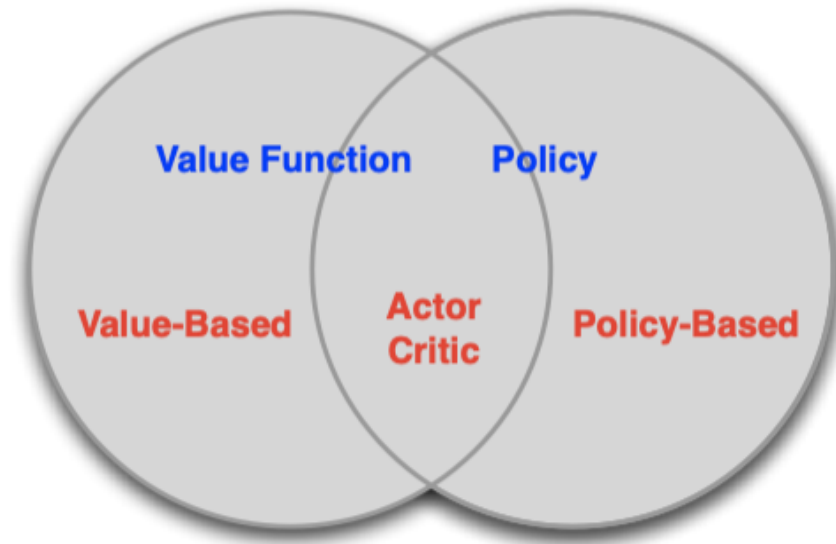 Value Function
Policy
Value-Based
Actor
Critic
Policy-Based